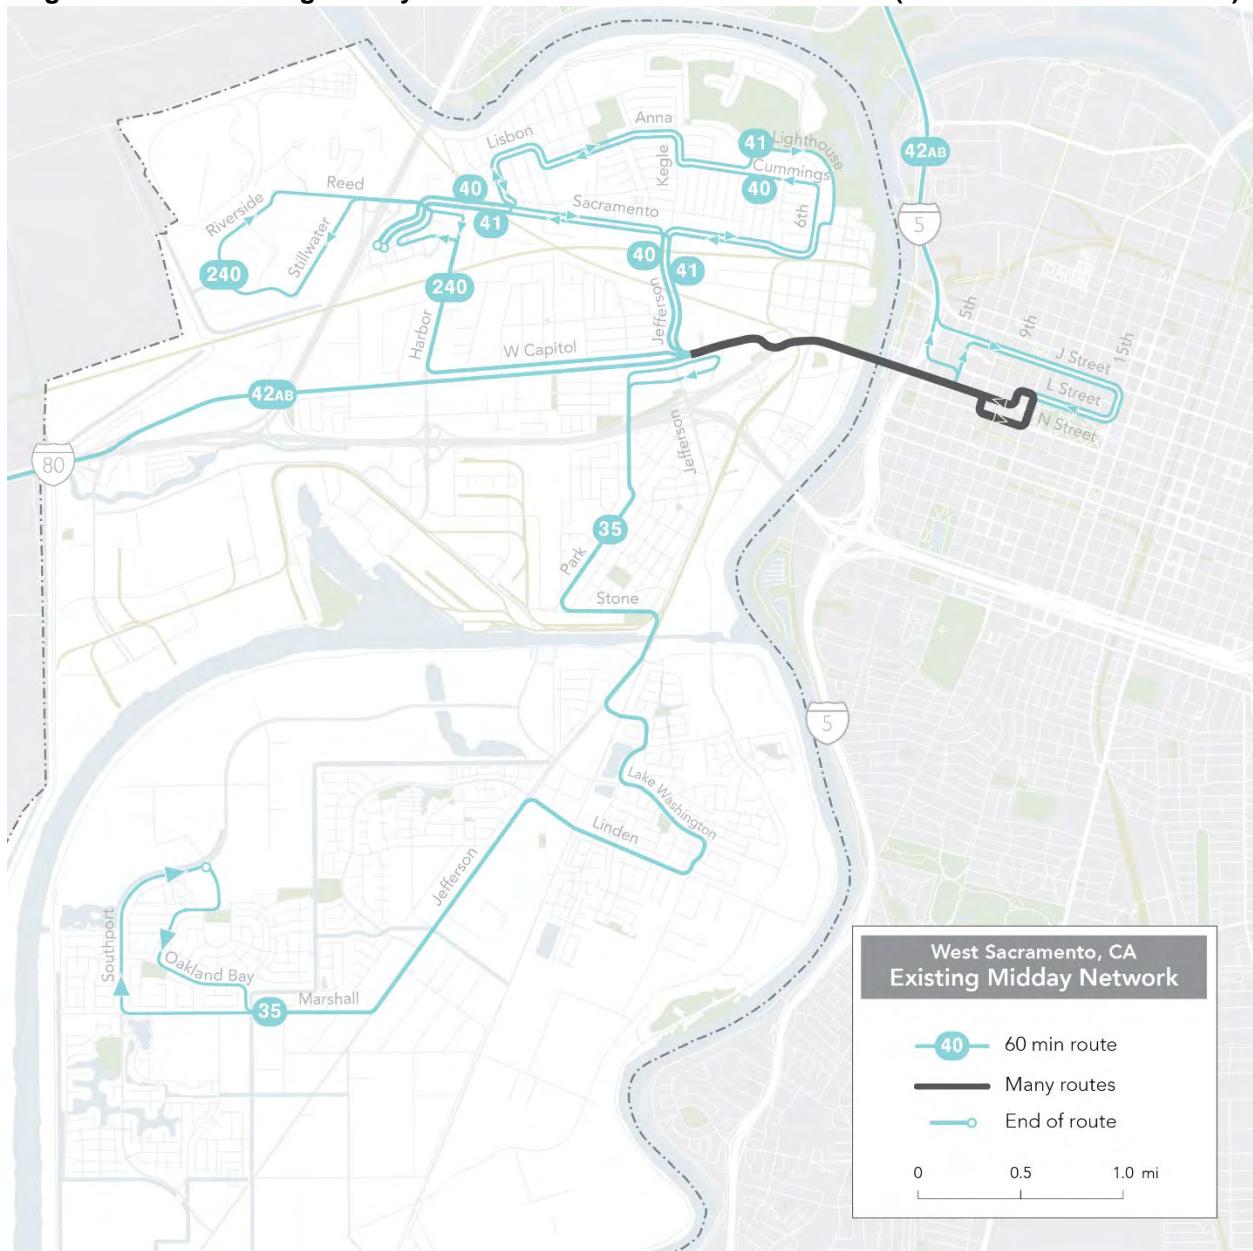 Anna
Lisbon
41
Lighthouse
Kegle
Cummings
42AB
40
Reed
40
Sacramento
6th
Riverside
41
5
Stillwater
40
41
240
240
Jefferson
5th
9th
15th
Harbor
W Capitol
J Street
L Street
N Street
42AB
Jefferson
80
35
Park
Stone
5
Lake Washington
Linden
Jefferson
Southport
Oakland Bay
Marshall
35
West Sacramento, CA
Existing Midday Network
40 60 min route
Many routes
End of route
0 0.5 1.0 mi